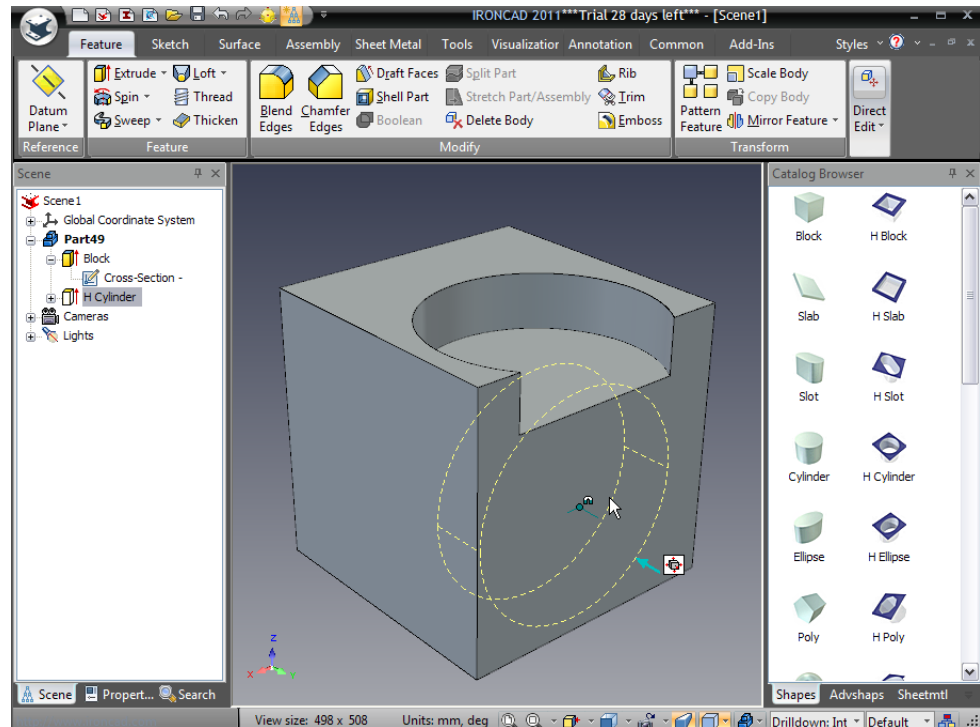 IRONCAD 2011***Trial 28 days left*** - [Scene1]
Feature Sketch Surface Assembly Sheet Metal Tools Visualization Annotation Common Add-Ins Styles
Extrude Loft Draft Faces Split Part Rib Scale Body
Datum Plane Spin Thread Blend Edges Chamfer Edges Shell Part Stretch Part/Assembly Trim Pattern Feature Copy Body Direct Edit
Sweep Thicken Boolean Delete Body Emboss Mirror Feature
Reference Feature Modify Transform
Scene Catalog Browser
Scene1
Global Coordinate System
Part49
Block
Cross-Section -
H Cylinder
Cameras
Lights
Block H Block
Slab H Slab
Slot H Slot
Cylinder H Cylinder
Ellipse H Ellipse
Poly H Poly
Z
X Y
Scene Propert... Search Shapes Advshaps Sheetmtl
View size: 498 x 508 Units: mm, deg Drilldown: Int Default